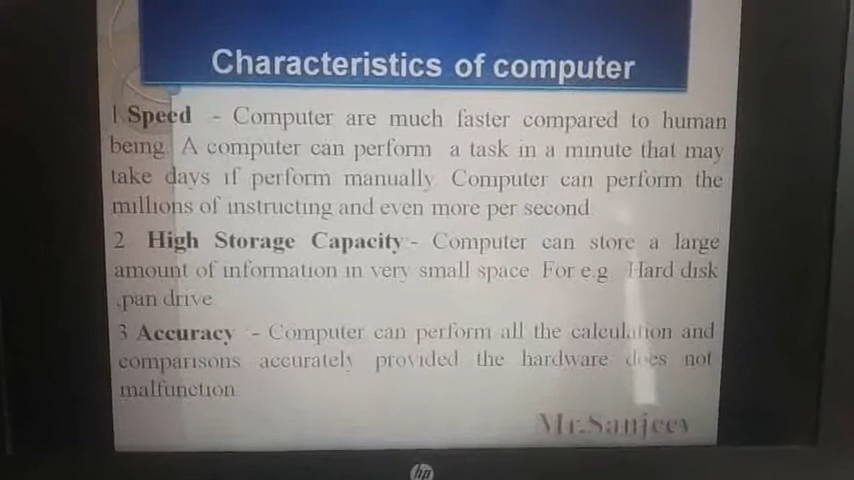 Characteristics of computer
1 Speed - Computer are much faster compared to human
being A computer can perform a task in a minute that may
take days if perform manually Computer can perform the
millions of instructing and even more per second
2 High Storage Capacity - Computer can store a large
amount of information in very small space For e.g. Hard disk
,pan drive
3 Accuracy - Computer can perform all the calculation and
comparisons accurately provided the hardware does not
malfunction
Mr.Sanjeev
hp